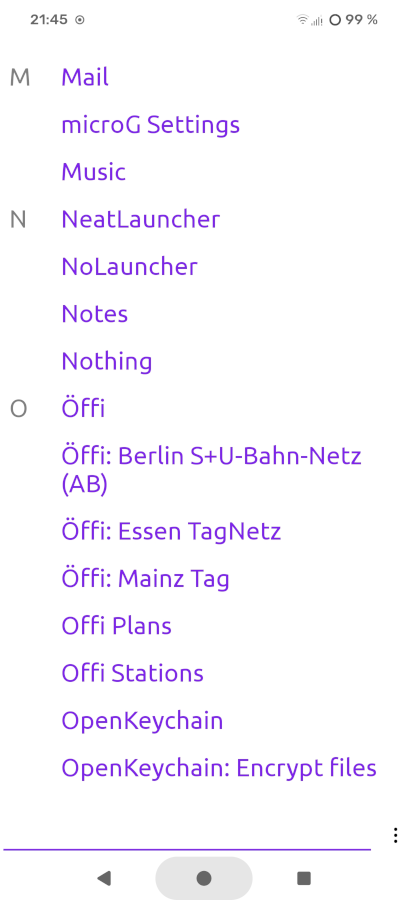 21:45 99 %
M Mail
microG Settings
Music
N NeatLauncher
NoLauncher
Notes
Nothing
O Öffi
Öffi: Berlin S+U-Bahn-Netz
(AB)
Öffi: Essen TagNetz
Öffi: Mainz Tag
Offi Plans
Offi Stations
OpenKeychain
OpenKeychain: Encrypt files